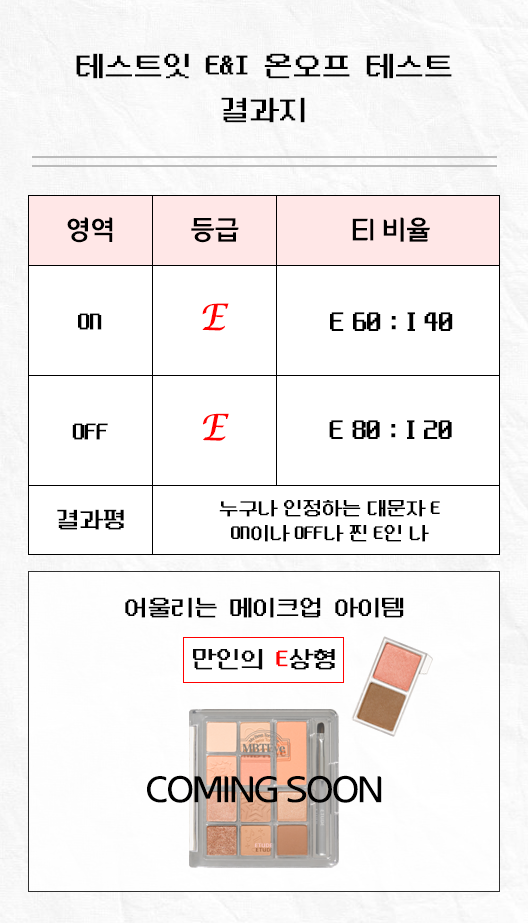 테스트잇 E&I 온오프 테스트
결과지
영역 등급 EI 비율
ON E E 60 : I 40
OFF E E 80 : I 20
결과평
누구나 인정하는 대문자 E
ON이나 OFF나 찐 E인 나
어울리는 메이크업 아이템
만인의 E상형
COMING SOON
ETUDE